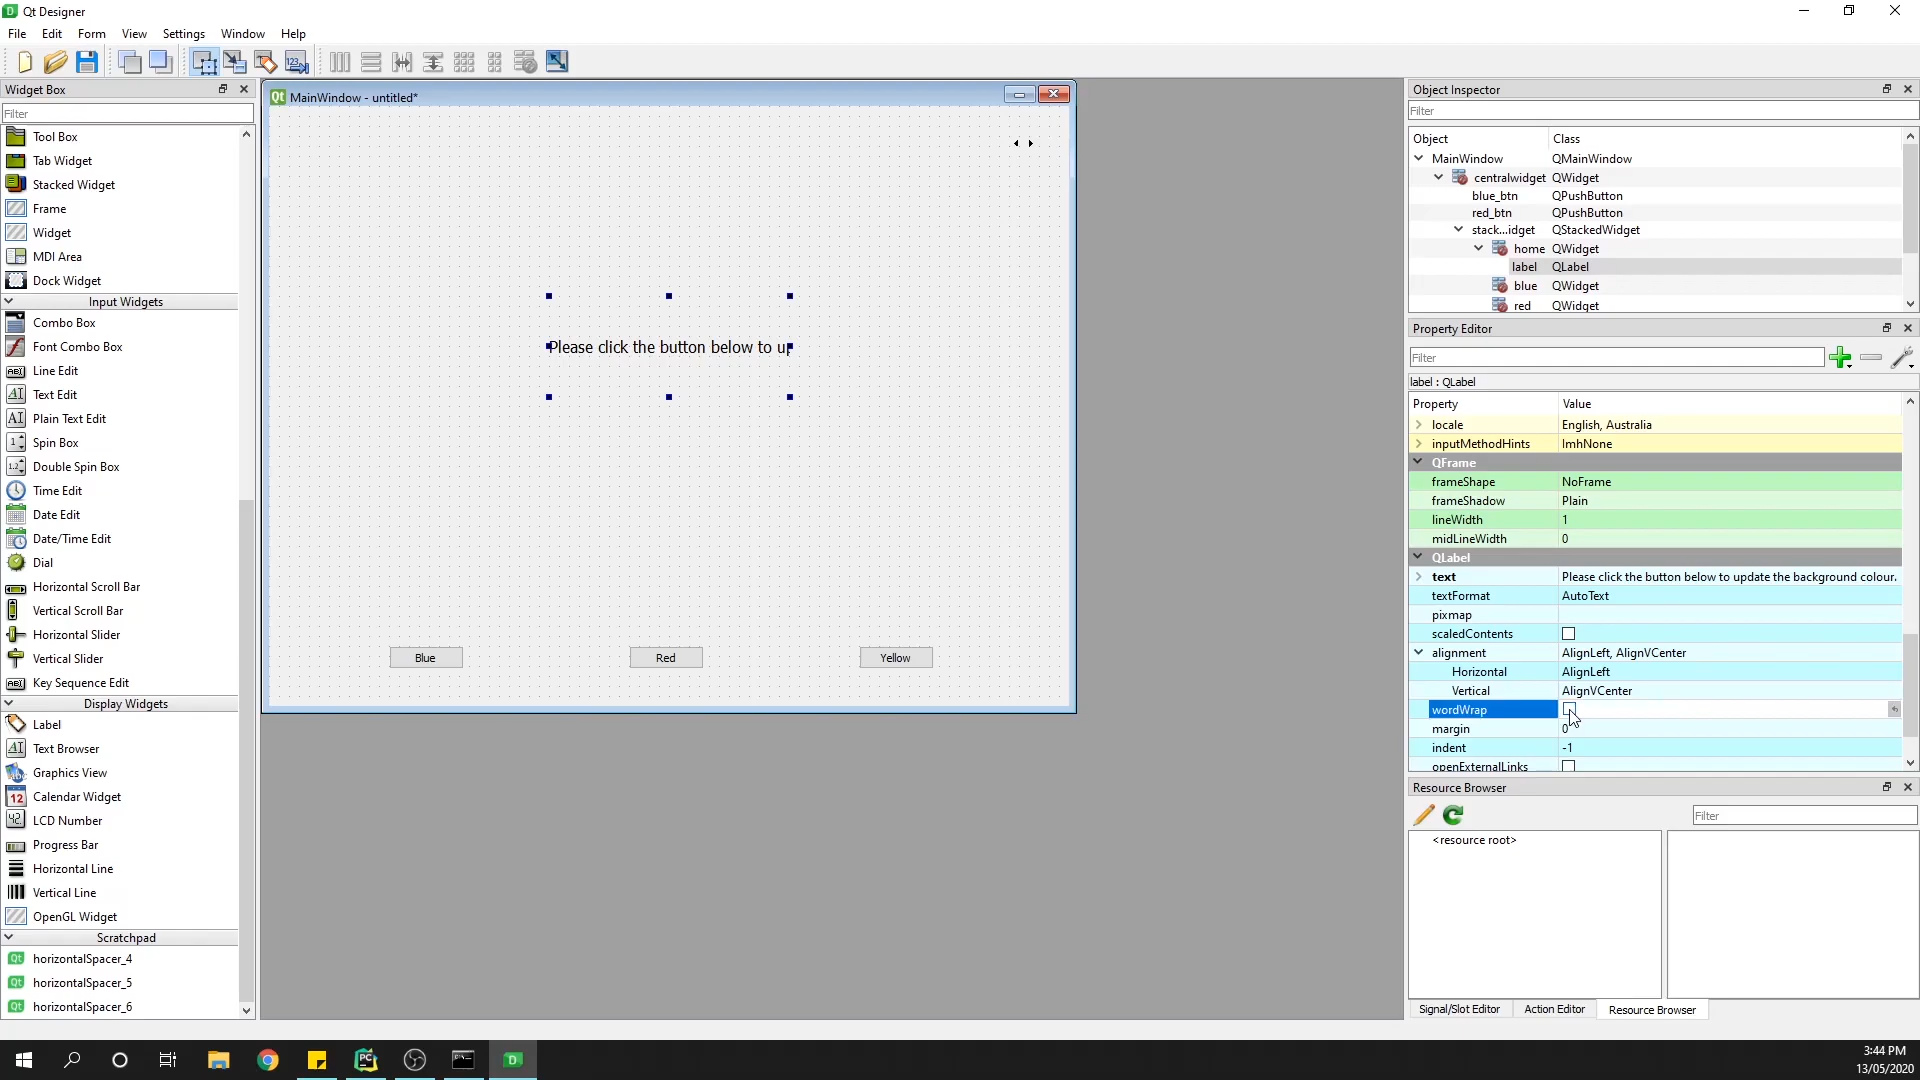 Qt Designer
File Edit Form View Settings Window Help
Widget Box
Filter
Tool Box
Tab Widget
Stacked Widget
Frame
Widget
MDI Area
Dock Widget
Input Widgets
Combo Box
Font Combo Box
Line Edit
Text Edit
Plain Text Edit
Spin Box
Double Spin Box
Time Edit
Date Edit
Date/Time Edit
Dial
Horizontal Scroll Bar
Vertical Scroll Bar
Horizontal Slider
Vertical Slider
Key Sequence Edit
Display Widgets
Label
Text Browser
Graphics View
Calendar Widget
LCD Number
Progress Bar
Horizontal Line
Vertical Line
OpenGL Widget
Scratchpad
horizontalSpacer_4
horizontalSpacer_5
horizontalSpacer_6
MainWindow - untitled*
Please click the button below to u
Blue Red Yellow
Object Inspector
Filter
Object Class
MainWindow QMainWindow
centralwidget QWidget
blue_btn QPushButton
red_btn QPushButton
stack...idget QStackedWidget
home QWidget
label QLabel
blue QWidget
red QWidget
Property Editor
Filter
label : QLabel
Property Value
locale English, Australia
inputMethodHints ImhNone
QFrame
frameShape NoFrame
frameShadow Plain
lineWidth 1
midLineWidth 0
QLabel
text Please click the button below to update the background colour.
textFormat AutoText
pixmap
scaledContents
alignment AlignLeft, AlignVCenter
Horizontal AlignLeft
Vertical AlignVCenter
wordWrap
margin 0
indent -1
openExternalLinks
Resource Browser
Filter
<resource root>
Signal/Slot Editor Action Editor Resource Browser
3:44 PM
13/05/2020